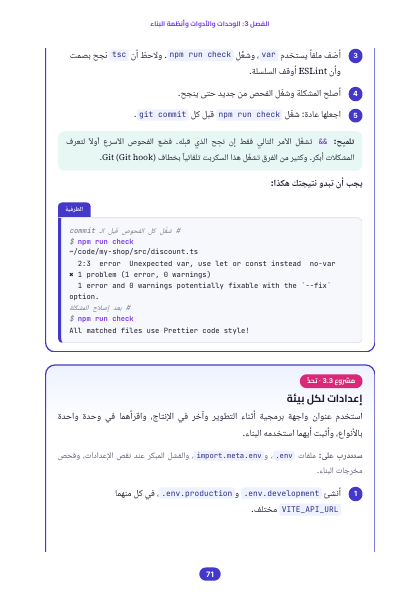 الفصل 3: الوحدات والأدوات وأنظمة البناء
3 أضف ملفاً يستخدم var، وشغّل npm run check. ولاحظ أن tsc نجح بصمت
وأن ESLint أوقف السلسلة.
4 أصلح المشكلة وشغّل الفحص من جديد حتى ينجح.
5 اجعلها عادة: شغّل npm run check قبل كل git commit.
تلميح: && تشغّل الأمر التالي فقط إن نجح الذي قبله. فضع الفحوص الأسرع أولاً لتعرف
المشكلات أبكر. وكثير من الفرق تشغّل هذا السكربت تلقائياً بخطاف Git (Git hook).
يجب أن تبدو نتيجتك هكذا:
الطرفية
# شغّل كل الفحوص قبل الـ commit
$ npm run check
~/code/my-shop/src/discount.ts
2:3 error Unexpected var, use let or const instead no-var
✖ 1 problem (1 error, 0 warnings)
1 error and 0 warnings potentially fixable with the `--fix`
option.
# بعد إصلاح المشكلة
$ npm run check
All matched files use Prettier code style!
مشروع 3.3 · تحدٍّ
إعدادات لكل بيئة
استخدم عنوان واجهة برمجية أثناء التطوير وآخر في الإنتاج، واقرأهما في وحدة واحدة
بالأنواع، وأثبت أيهما استخدمه البناء.
ستتدرب على: ملفات .env، و import.meta.env، والفشل المبكر عند نقص الإعدادات، وفحص
مخرجات البناء.
1 أنشئ .env.development و .env.production، في كل منهما
VITE_API_URL مختلف.
71